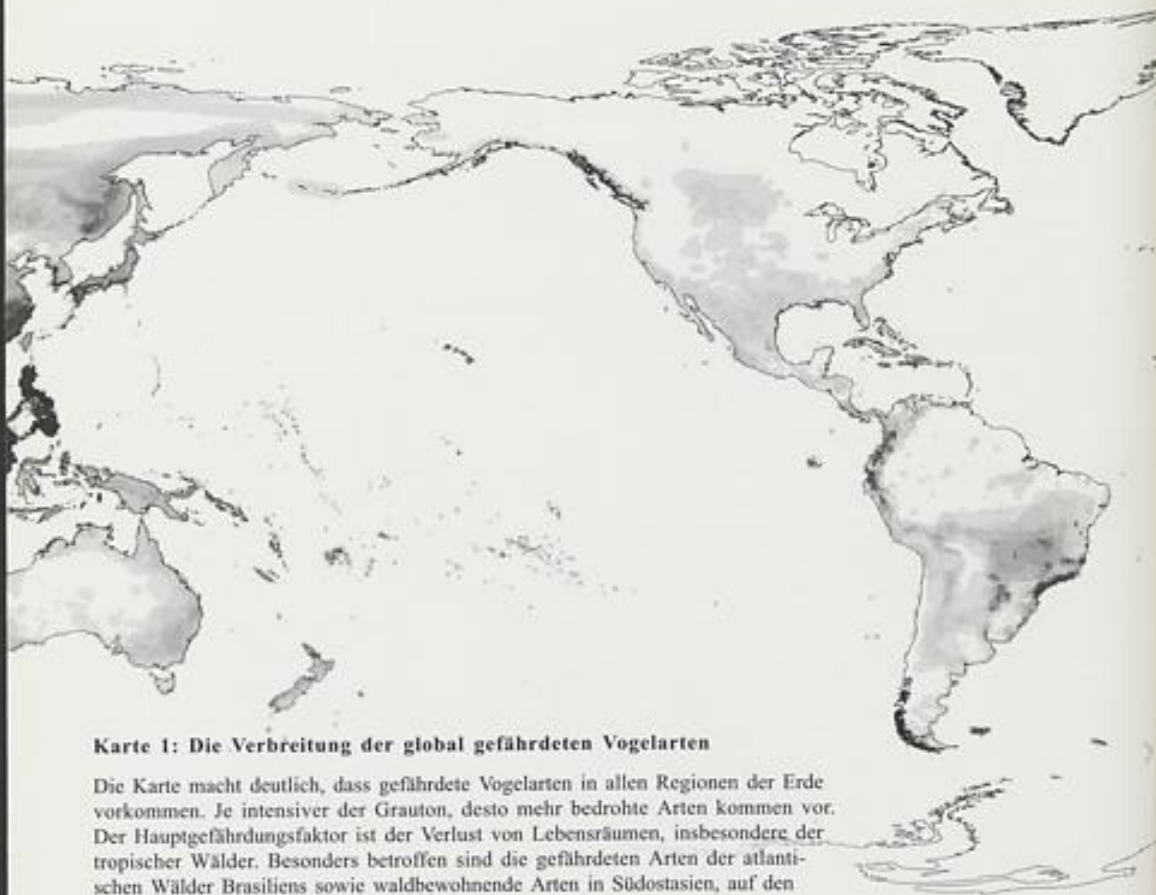 Karte 1: Die Verbreitung der global gefährdeten Vogelarten
Die Karte macht deutlich, dass gefährdete Vogelarten in allen Regionen der Erde
vorkommen. Je intensiver der Grauton, desto mehr bedrohte Arten kommen vor.
Der Hauptgefährdungsfaktor ist der Verlust von Lebensräumen, insbesondere der
tropischer Wälder. Besonders betroffen sind die gefährdeten Arten der atlanti-
schen Wälder Brasiliens sowie waldbewohnende Arten in Südostasien, auf den